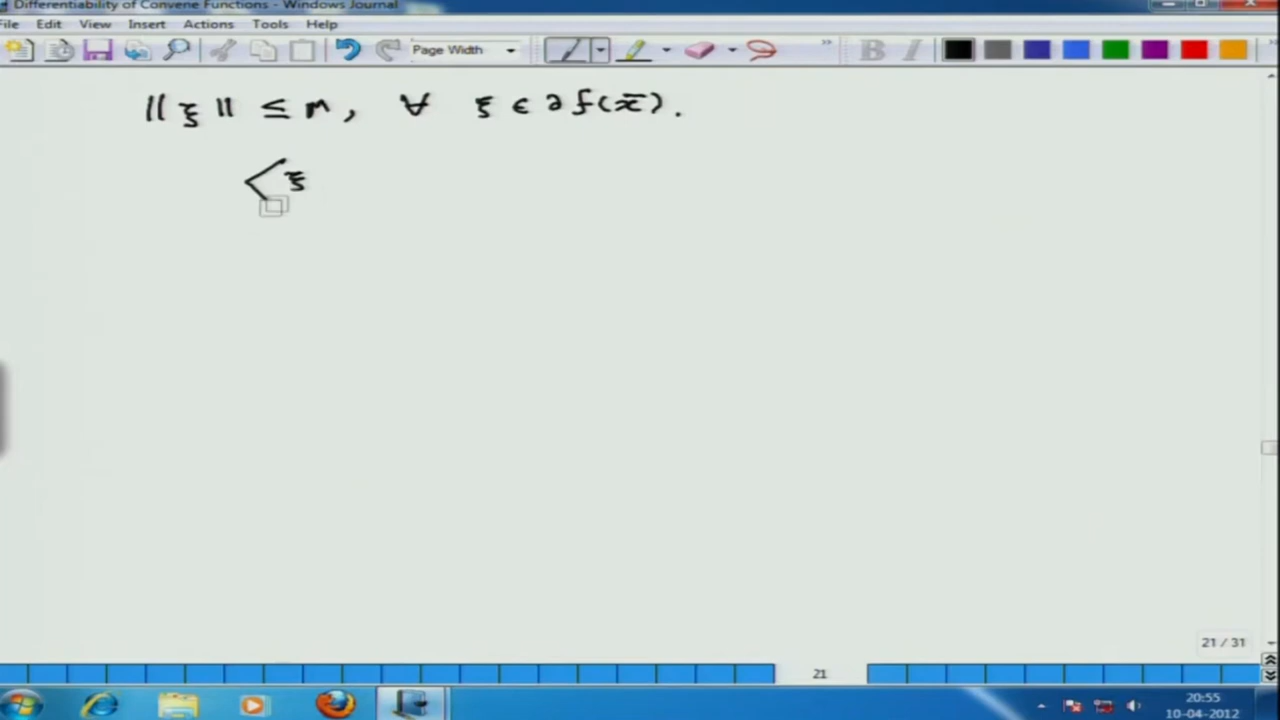 Differentiability of Convene Functions - Windows Journal
File Edit View Insert Actions Tools Help
Page Width
B I
‖ξ‖ ≤ M, ∀ ξ ∈ ∂f(x̄).
<ξ
21 / 31
21
20:55
10-04-2012